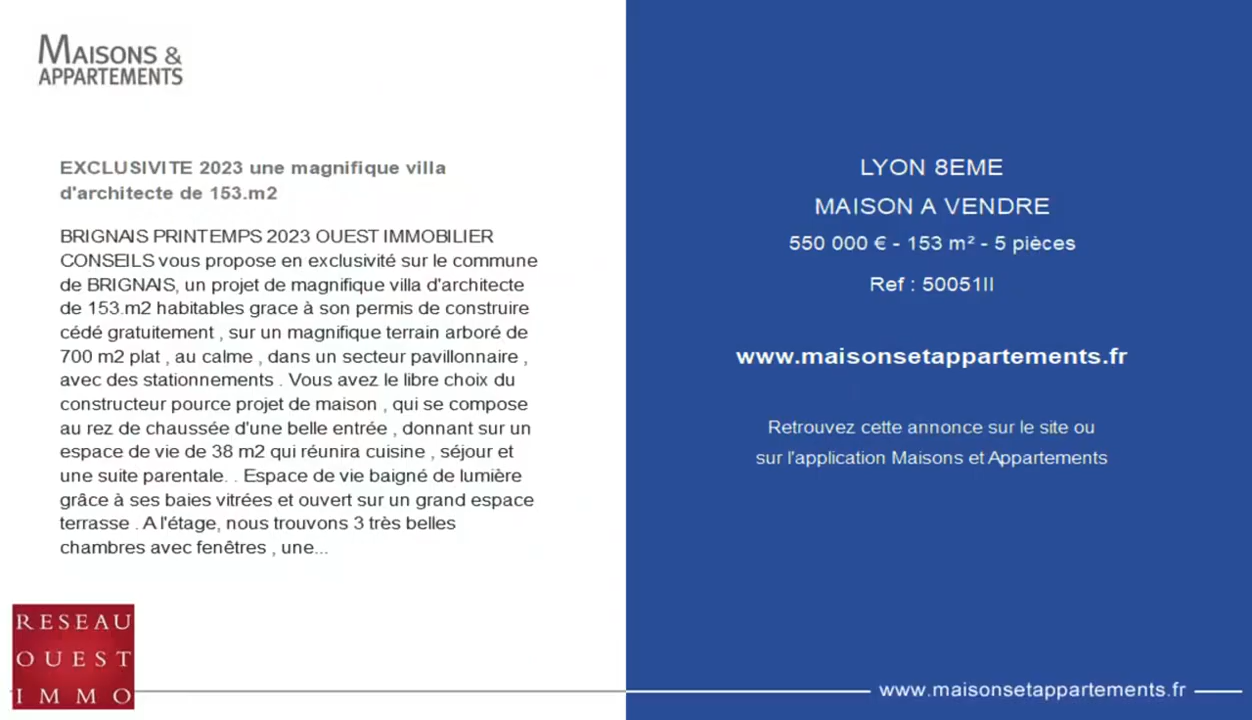 MAISONS &
APPARTEMENTS
EXCLUSIVITE 2023 une magnifique villa
d'architecte de 153.m2
BRIGNAIS PRINTEMPS 2023 OUEST IMMOBILIER
CONSEILS vous propose en exclusivité sur le commune
de BRIGNAIS, un projet de magnifique villa d'architecte
de 153.m2 habitables grace à son permis de construire
cédé gratuitement , sur un magnifique terrain arboré de
700 m2 plat , au calme , dans un secteur pavillonnaire ,
avec des stationnements . Vous avez le libre choix du
constructeur pource projet de maison , qui se compose
au rez de chaussée d'une belle entrée , donnant sur un
espace de vie de 38 m2 qui réunira cuisine , séjour et
une suite parentale. . Espace de vie baigné de lumière
grâce à ses baies vitrées et ouvert sur un grand espace
terrasse . A l'étage, nous trouvons 3 très belles
chambres avec fenêtres , une...
RESEAU
OUEST
IMMO
LYON 8EME
MAISON A VENDRE
550 000 € - 153 m² - 5 pièces
Ref : 50051II
www.maisonsetappartements.fr
Retrouvez cette annonce sur le site ou
sur l'application Maisons et Appartements
www.maisonsetappartements.fr